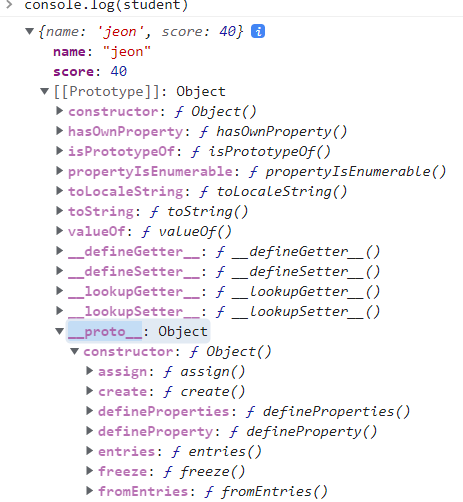 console.log(student)
{name: 'jeon', score: 40}
name: "jeon"
score: 40
[[Prototype]]: Object
constructor: ƒ Object()
hasOwnProperty: ƒ hasOwnProperty()
isPrototypeOf: ƒ isPrototypeOf()
propertyIsEnumerable: ƒ propertyIsEnumerable()
toLocaleString: ƒ toLocaleString()
toString: ƒ toString()
valueOf: ƒ valueOf()
__defineGetter__: ƒ __defineGetter__()
__defineSetter__: ƒ __defineSetter__()
__lookupGetter__: ƒ __lookupGetter__()
__lookupSetter__: ƒ __lookupSetter__()
__proto__: Object
constructor: ƒ Object()
assign: ƒ assign()
create: ƒ create()
defineProperties: ƒ defineProperties()
defineProperty: ƒ defineProperty()
entries: ƒ entries()
freeze: ƒ freeze()
fromEntries: ƒ fromEntries()